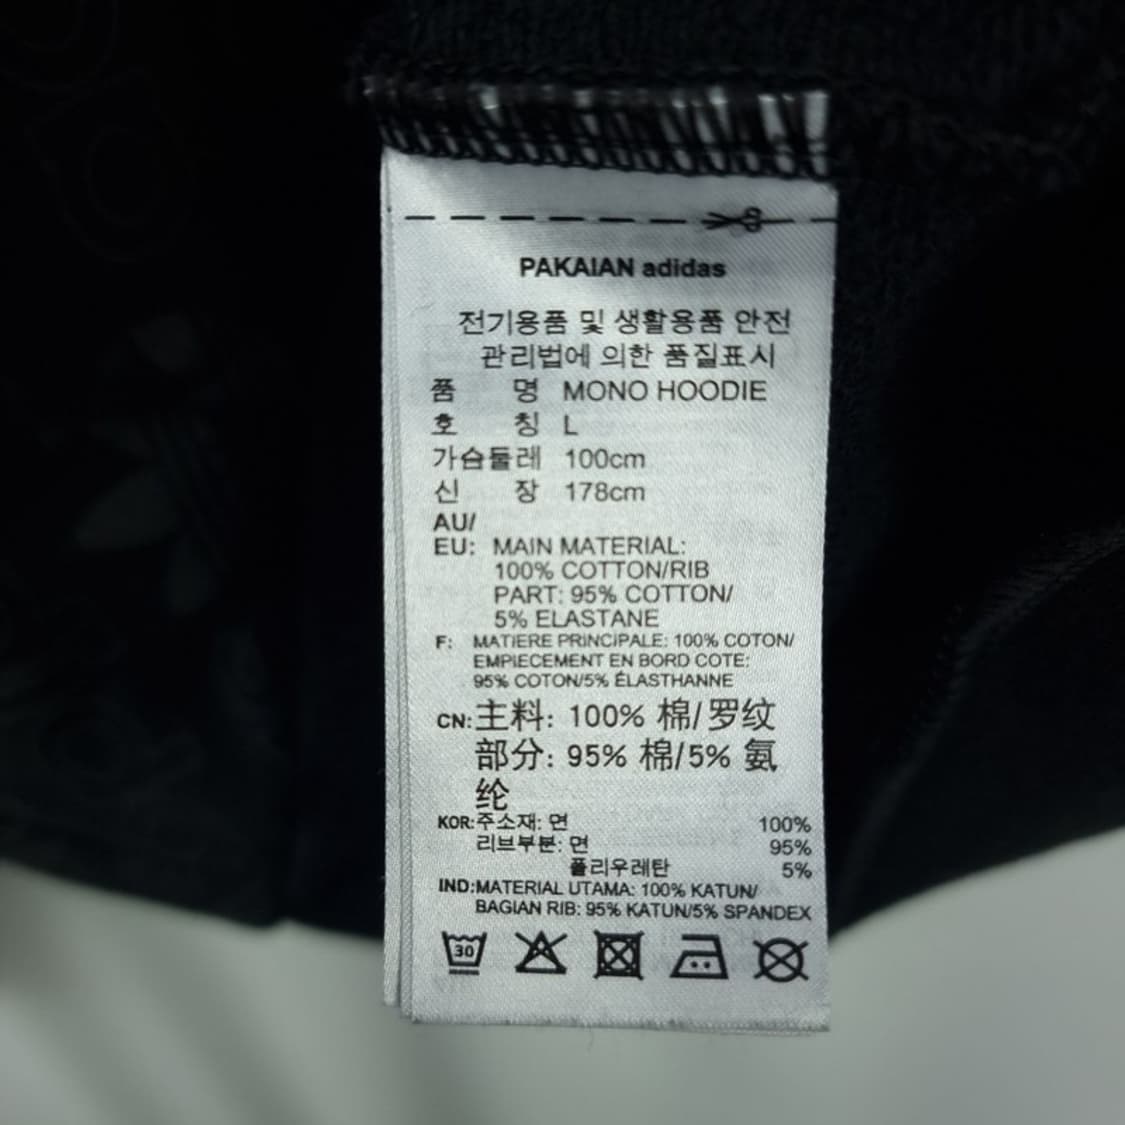 PAKAIAN adidas
전기용품 및 생활용품 안전
관리법에 의한 품질표시
품 명 MONO HOODIE
호 칭 L
가슴둘레 100cm
신 장 178cm
AU/
EU: MAIN MATERIAL:
100% COTTON/RIB
PART: 95% COTTON/
5% ELASTANE
F: MATIERE PRINCIPALE: 100% COTON/
EMPIECEMENT EN BORD COTE:
95% COTON/5% ÉLASTHANNE
CN: 主料: 100% 棉/罗纹
部分: 95% 棉/5% 氨
纶
KOR: 주소재: 면 100%
리브부분: 면 95%
폴리우레탄 5%
IND: MATERIAL UTAMA: 100% KATUN/
BAGIAN RIB: 95% KATUN/5% SPANDEX
30